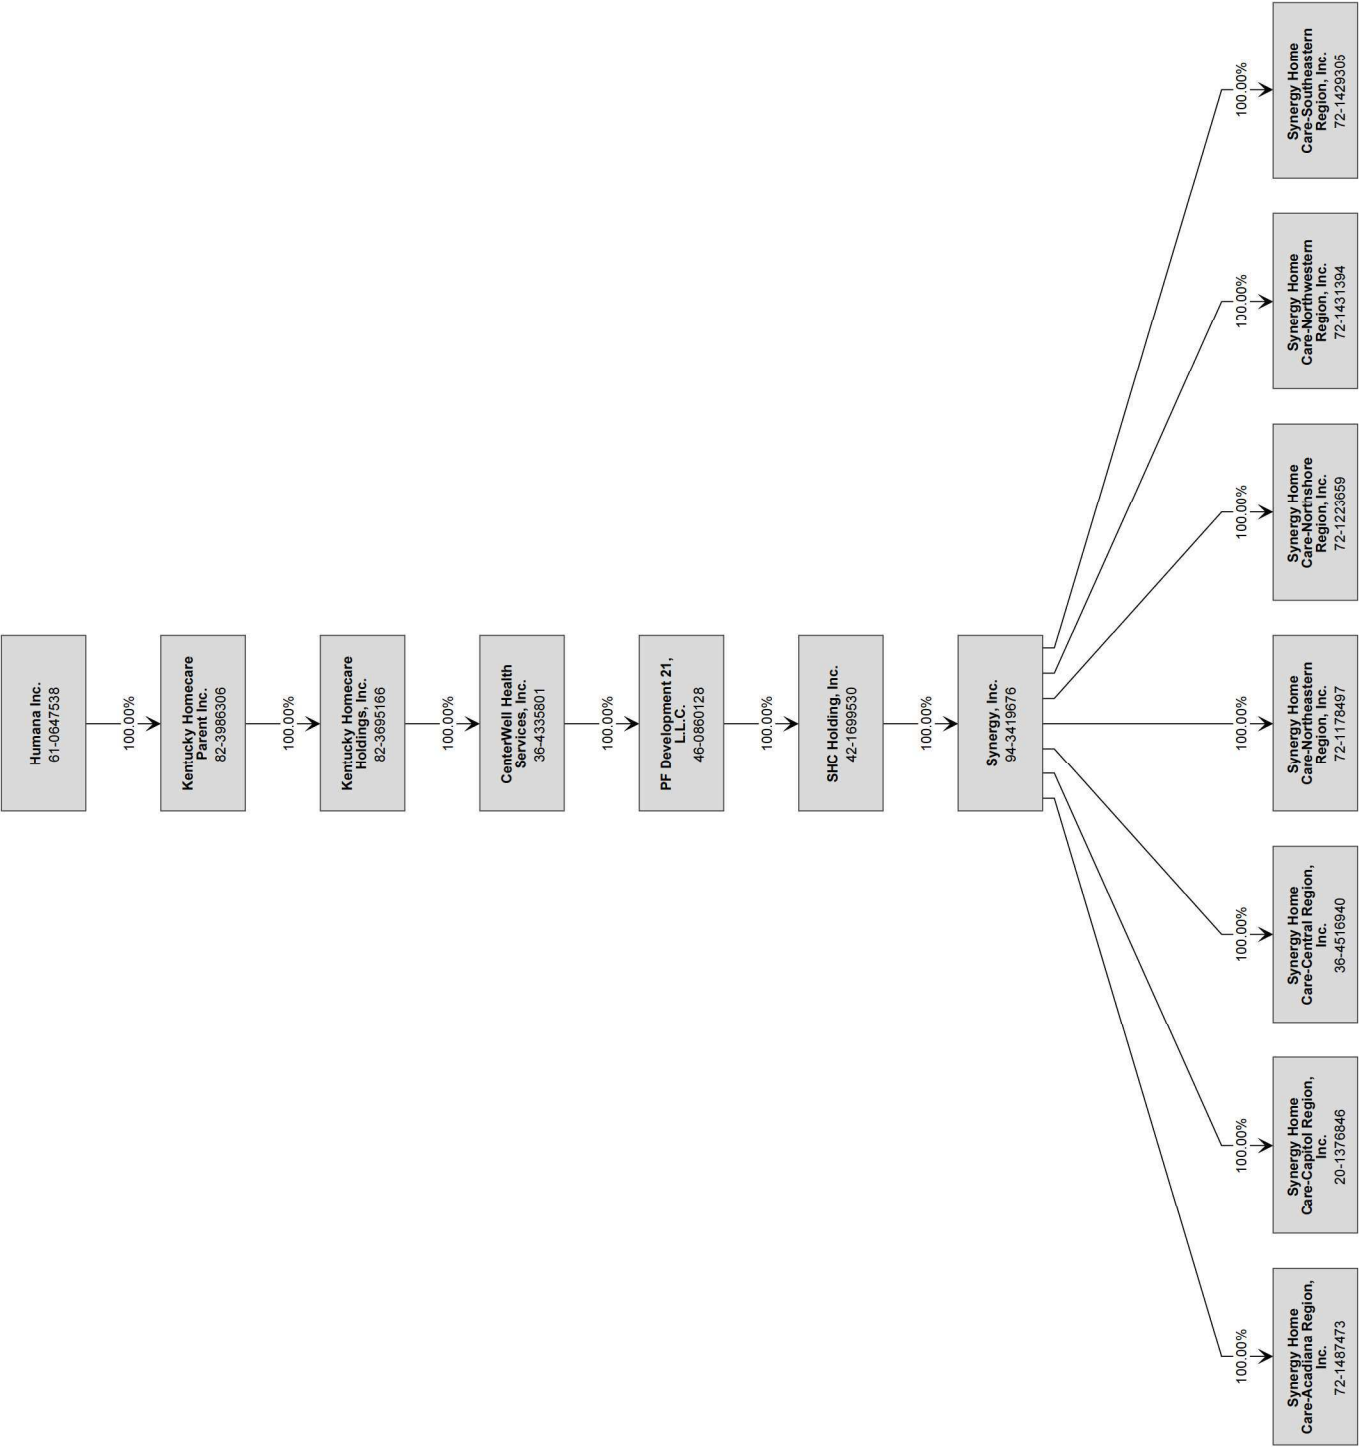 Humana Inc.
61-0647538
100.00%
Kentucky Homecare
Parent Inc.
82-3986306
100.00%
Kentucky Homecare
Holdings, Inc.
82-3695166
100.00%
CenterWell Health
Services, Inc.
36-4335801
100.00%
PF Development 21,
L.L.C.
46-0860128
100.00%
SHC Holding, Inc.
42-1699530
100.00%
Synergy, Inc.
94-3419676
100.00%
100.00%
100.00%
100.00%
100.00%
130.00%
100.00%
Synergy Home
Care-Acadiana Region,
Inc.
72-1487473
Synergy Home
Care-Capitol Region,
Inc.
20-1376846
Synergy Home
Care-Central Region,
Inc.
36-4516940
Synergy Home
Care-Northeastern
Region, Inc.
72-1178497
Synergy Home
Care-Northshore
Region, Inc.
72-1223659
Synergy Home
Care-Northwestern
Region, Inc.
72-1431394
Synergy Home
Care-Southeastern
Region, Inc.
72-1429305